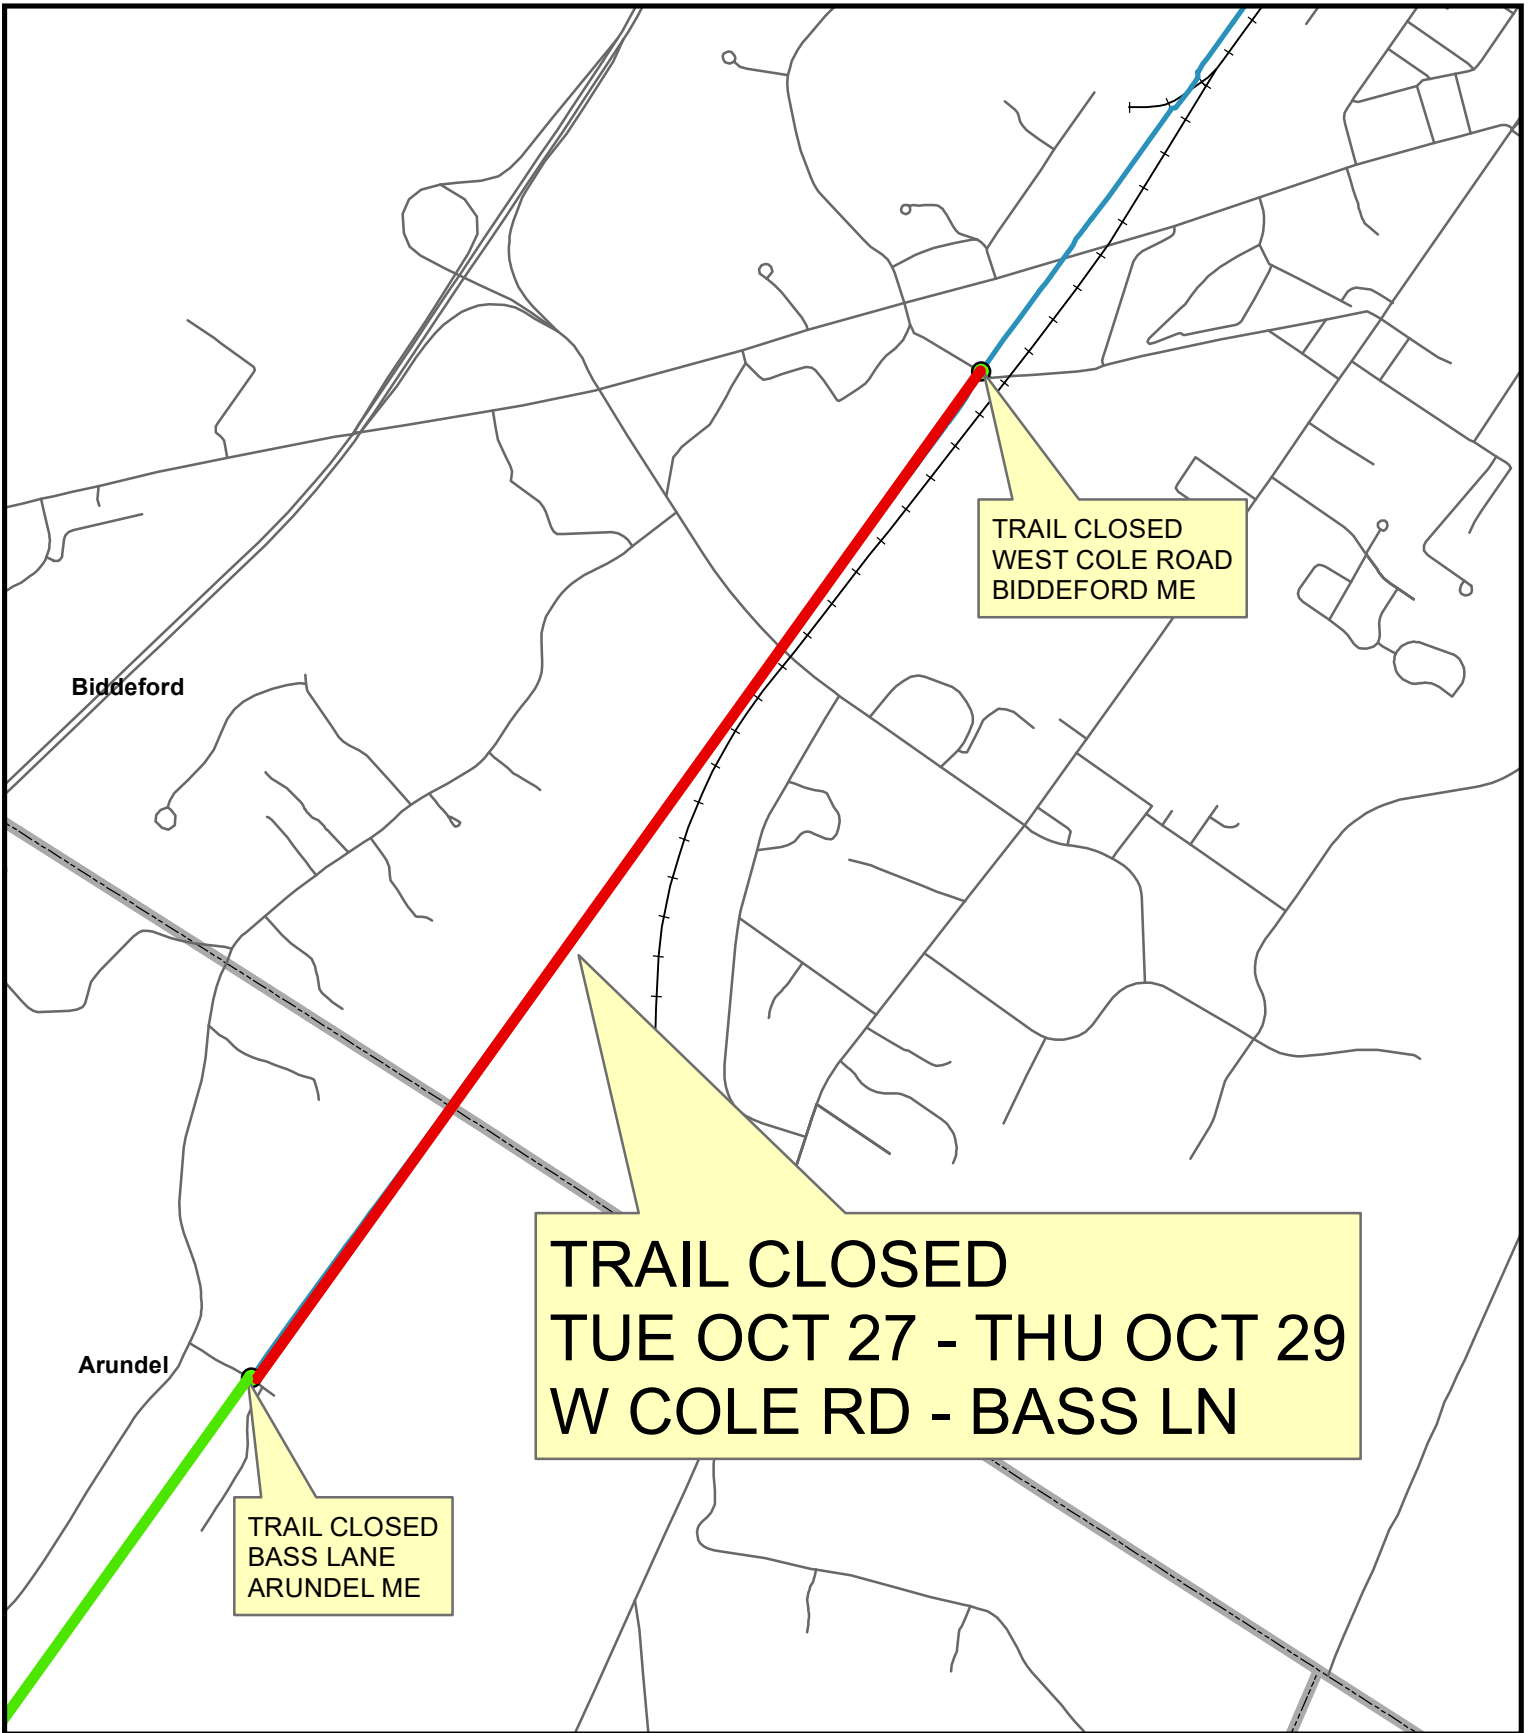 TRAIL CLOSED
WEST COLE ROAD
BIDDEFORD ME
Biddeford
TRAIL CLOSED
TUE OCT 27 - THU OCT 29
W COLE RD - BASS LN
Arundel
TRAIL CLOSED
BASS LANE
ARUNDEL ME